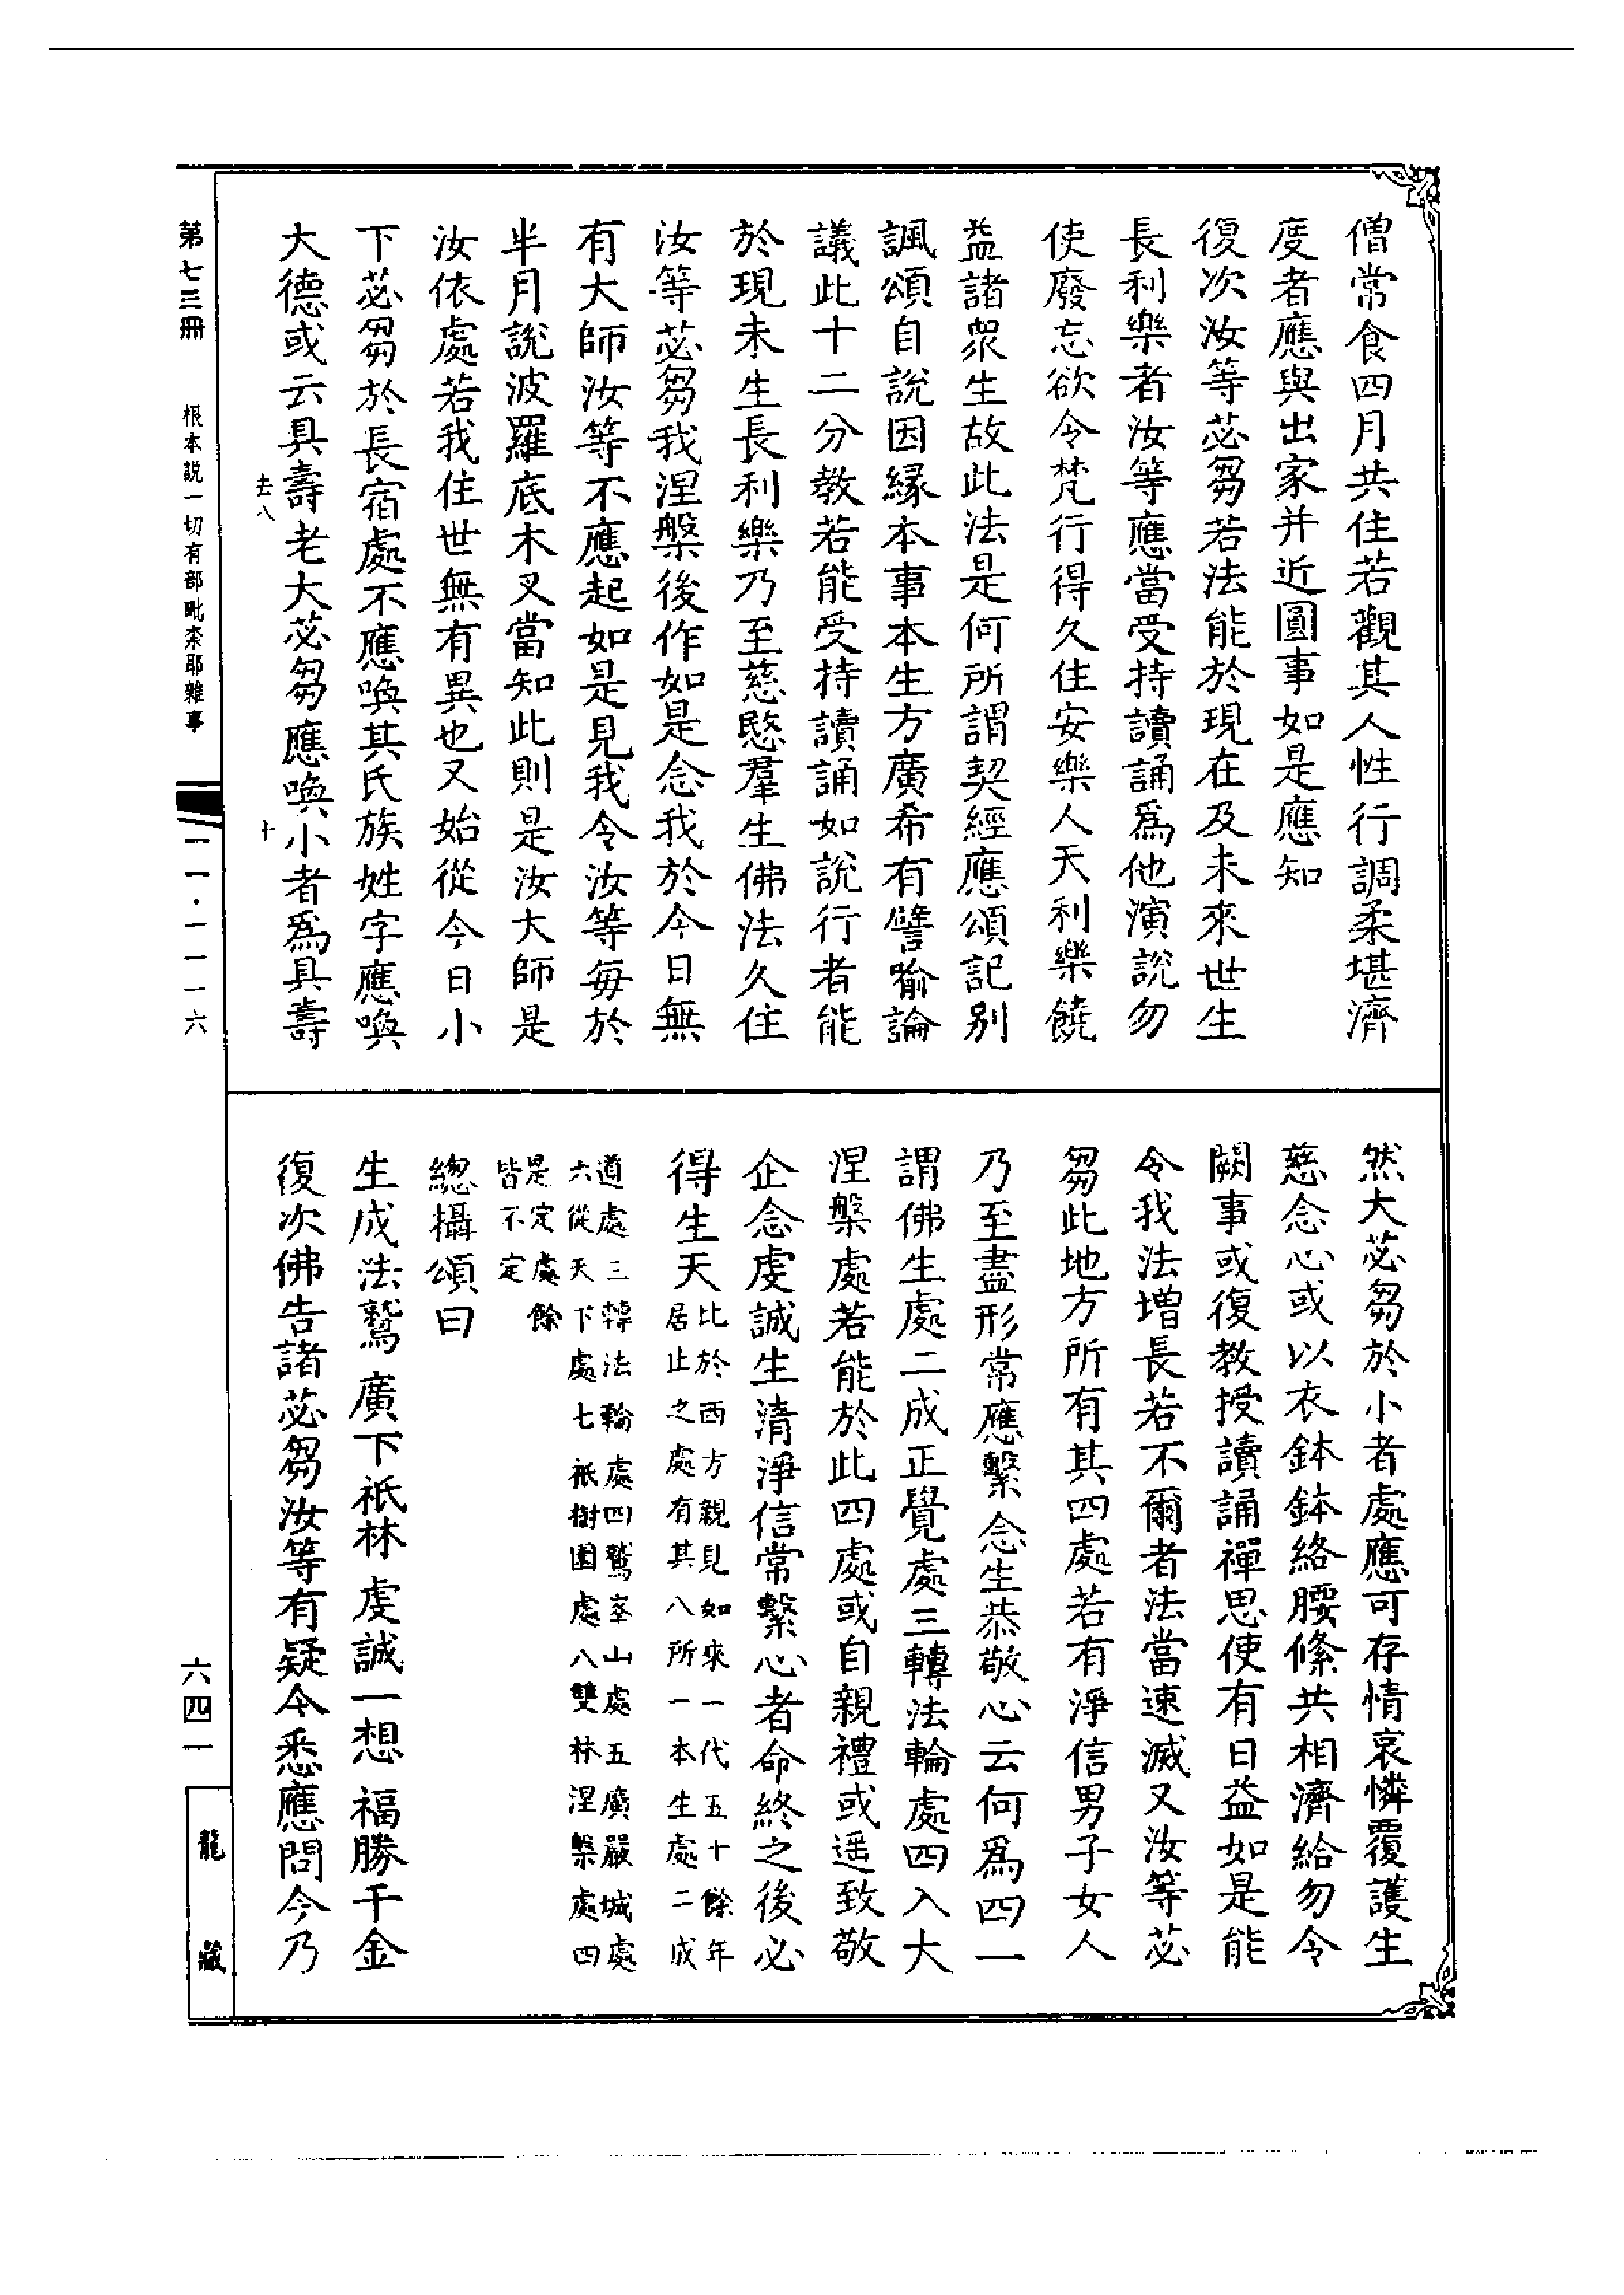 僧常食四月共住若觀其人性行調柔堪濟
度者應與出家并近圓事如是應知
復次汝等苾芻若法能於現在及未來世生
長利樂者汝等應當受持讀誦爲他演說勿
使廢忘欲令梵行得久住安樂人天利樂饒
益諸衆生故此法是何所謂契經應頌記别
諷頌自說因緣本事本生方廣希有譬喻論
議此十二分教若能受持讀誦如說行者能
於現未生長利樂乃至慈愍羣生佛法久住
汝等苾芻我涅槃後作如是念我於今日無
有大師汝等不應起如是見我令汝等每於
半月說波羅底木叉當知此則是汝大師是
汝依處若我住世無有異也又始從今日小
下苾芻於長宿處不應喚其氏族姓字應喚
大德或云具壽老大苾芻應喚小者爲具壽
去八
十
然大苾芻於小者處應可存情哀憐覆護生
慈念心或以衣鉢鉢絡腰絛共相濟給勿令
闕事或復教授讀誦禪思使有日益如是能
令我法增長若不爾者法當速滅又汝等苾
芻此地方所有其四處若有淨信男子女人
乃至盡形常應繫念生恭敬心云何爲四一
謂佛生處二成正覺處三轉法輪處四入大
涅槃處若能於此四處或自親禮或遥致敬
企念虔誠生清淨信常繫心者命終之後必
得生天比於西方親見如來一代五十餘年
居止之處有其八所一本生處二成
道處三轉法輪處四鷲峯山處五廣嚴城處
六從天下處七祇樹園處八雙林涅槃處四
是定處餘
皆不定
總攝頌曰
生成法鷲 廣下祇林 虔誠一想 福勝千金
復次佛告諸苾芻汝等有疑今悉應問今乃
第七三冊
根本説一切有部毗奈耶雜事
一一·一一一六
六四一
龍藏